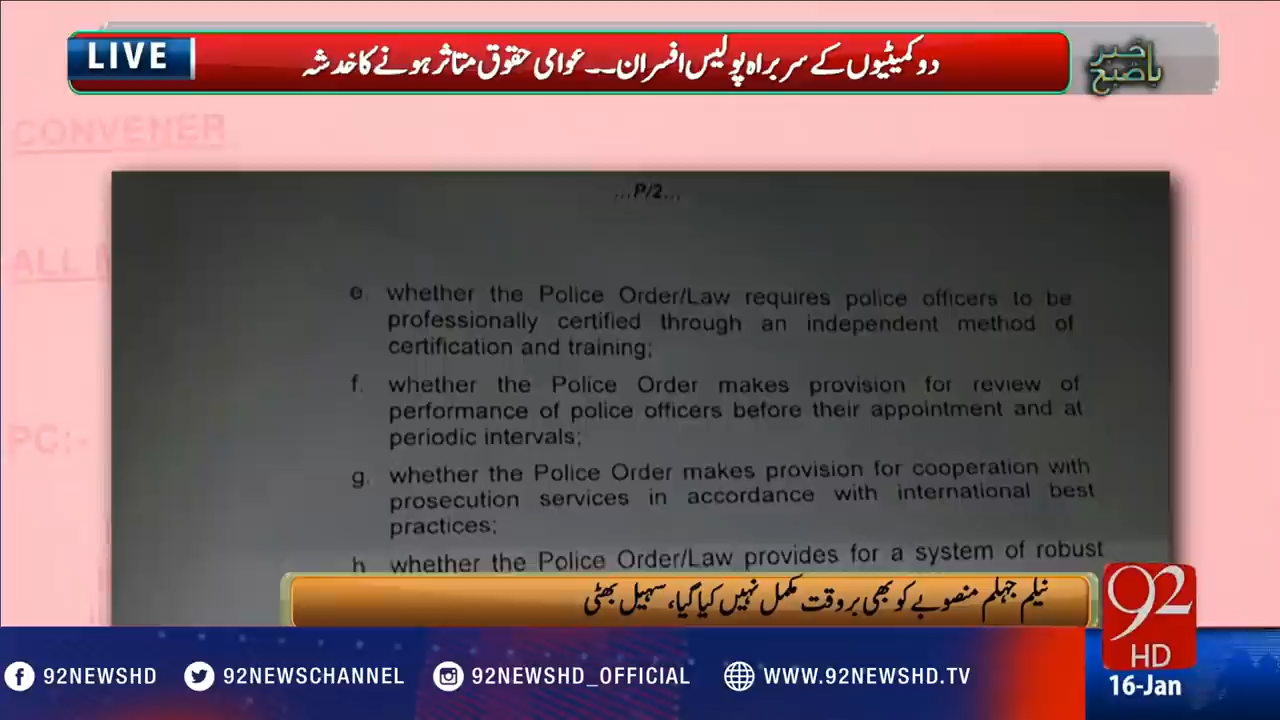 LIVE
دو کمیٹیوں کے سربراہ پولیس افسران۔۔ عوامی حقوق متاثر ہونے کا خدشہ
باخبر صبح
CONVENER
ALL
PC:-
...P/2...
e. whether the Police Order/Law requires police officers to be
professionally certified through an independent method of
certification and training;
f. whether the Police Order makes provision for review of
performance of police officers before their appointment and at
periodic intervals;
g. whether the Police Order makes provision for cooperation with
prosecution services in accordance with international best
practices;
h. whether the Police Order/Law provides for a system of robust
نیلم جہلم منصوبے کو بھی بروقت مکمل نہیں کیا گیا، سہیل بھٹی
92
HD
16-Jan
92NEWSHD
92NEWSCHANNEL
92NEWSHD_OFFICIAL
WWW.92NEWSHD.TV